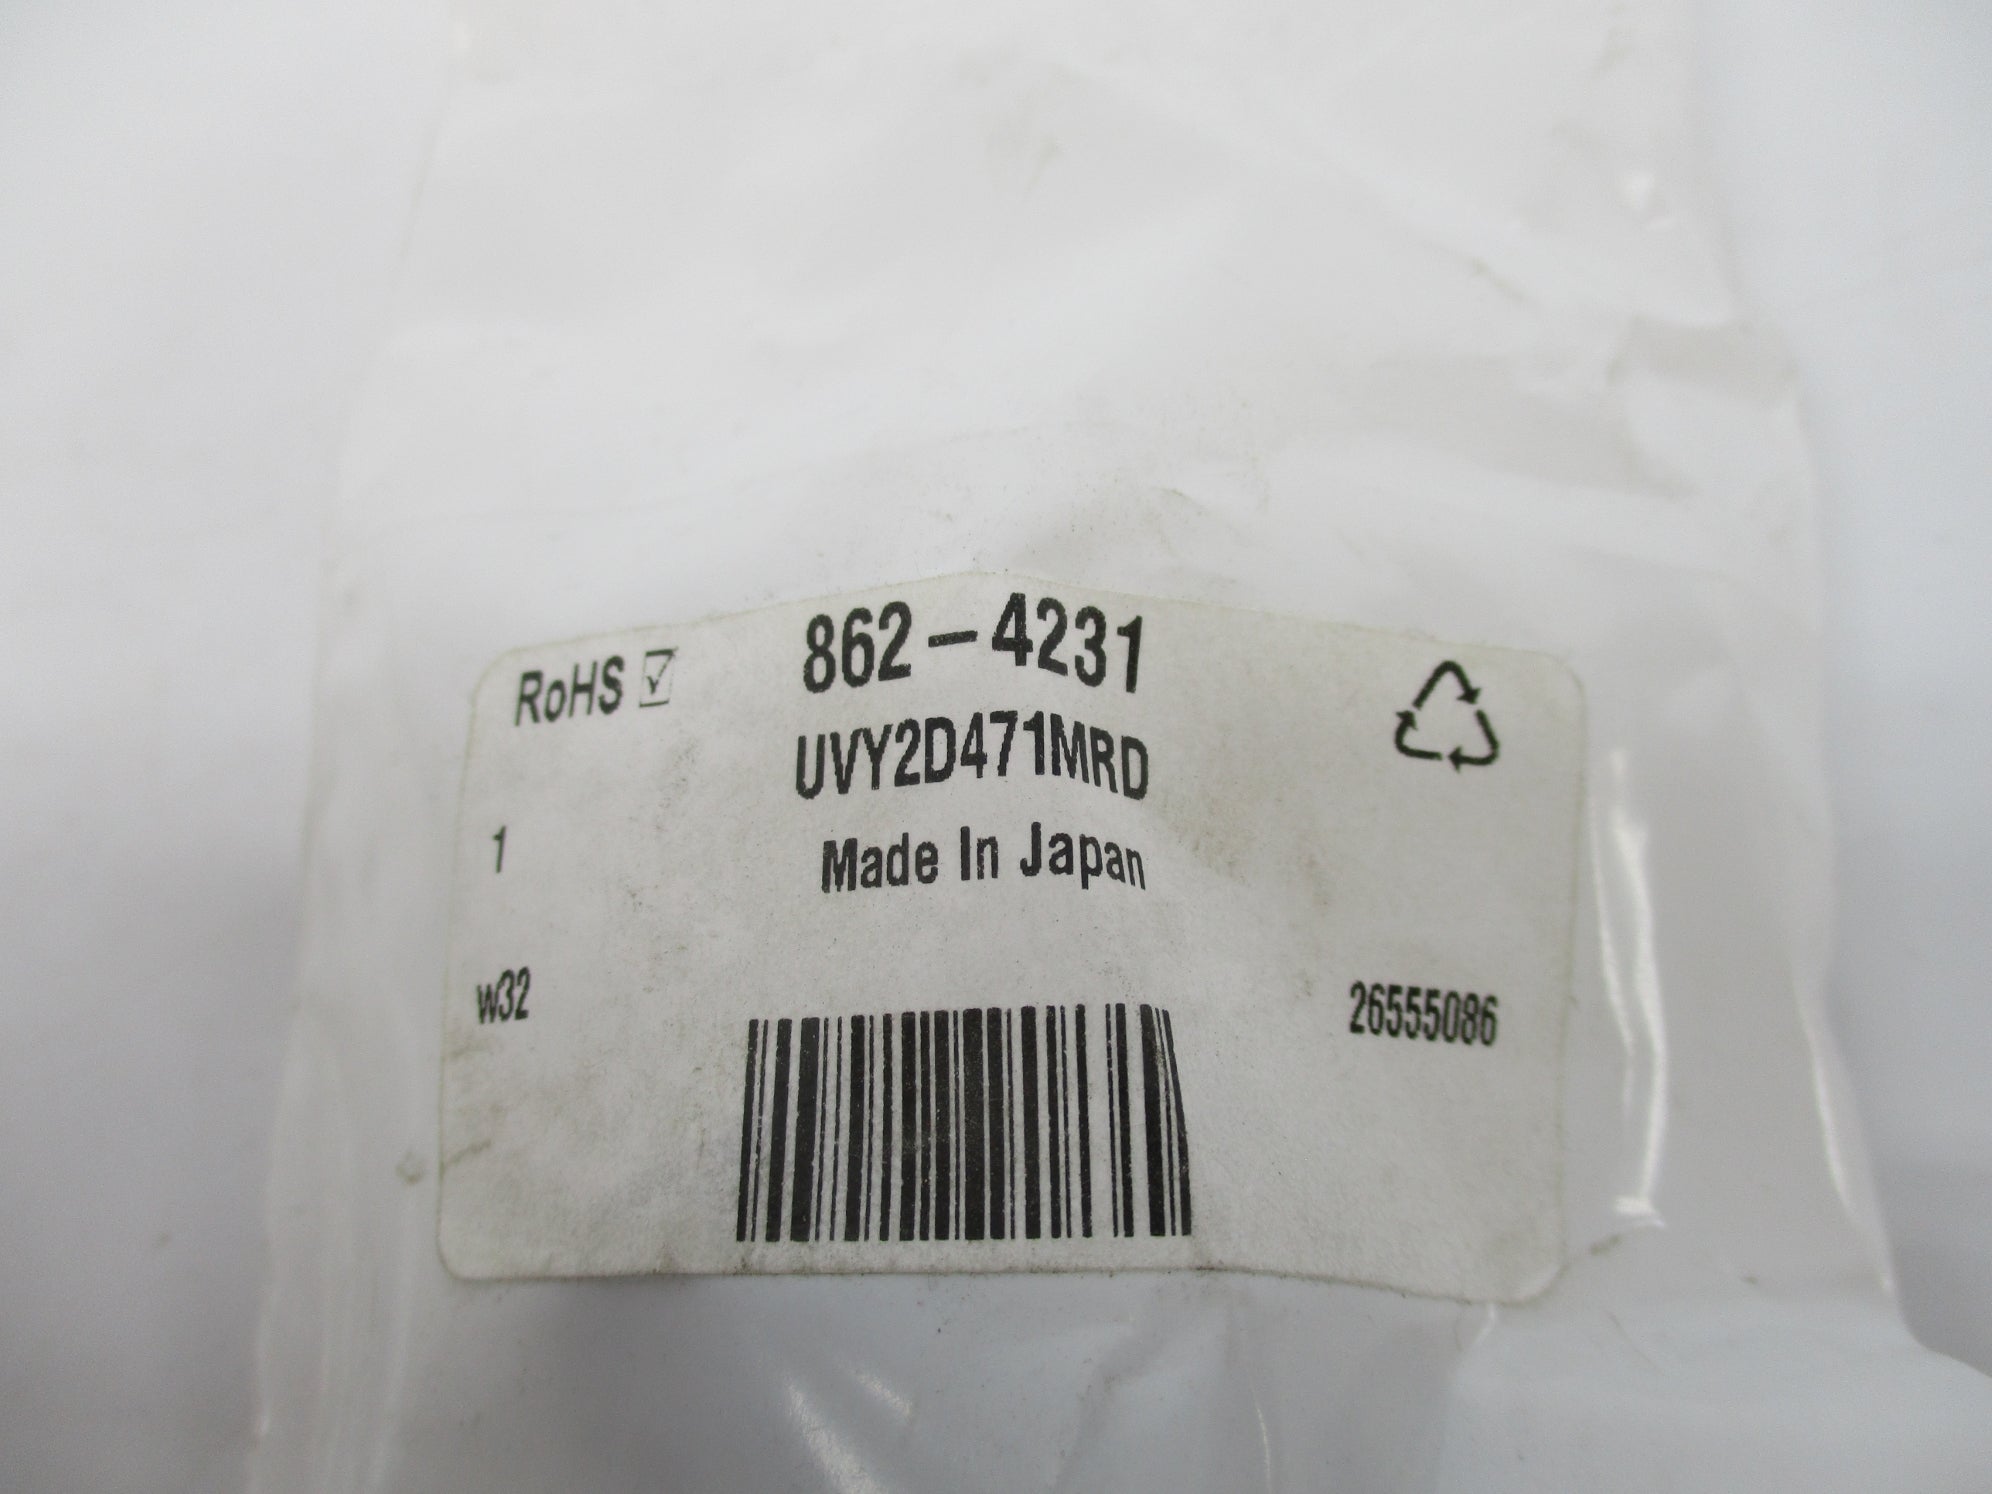 862-4231
RoHS
UVY2D471MRD
1
Made In Japan
W32
26555086